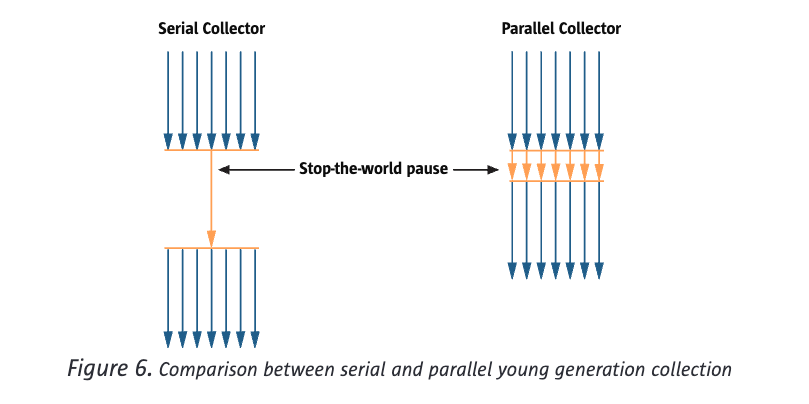 Serial Collector
Parallel Collector
Stop-the-world pause
Figure 6. Comparison between serial and parallel young generation collection